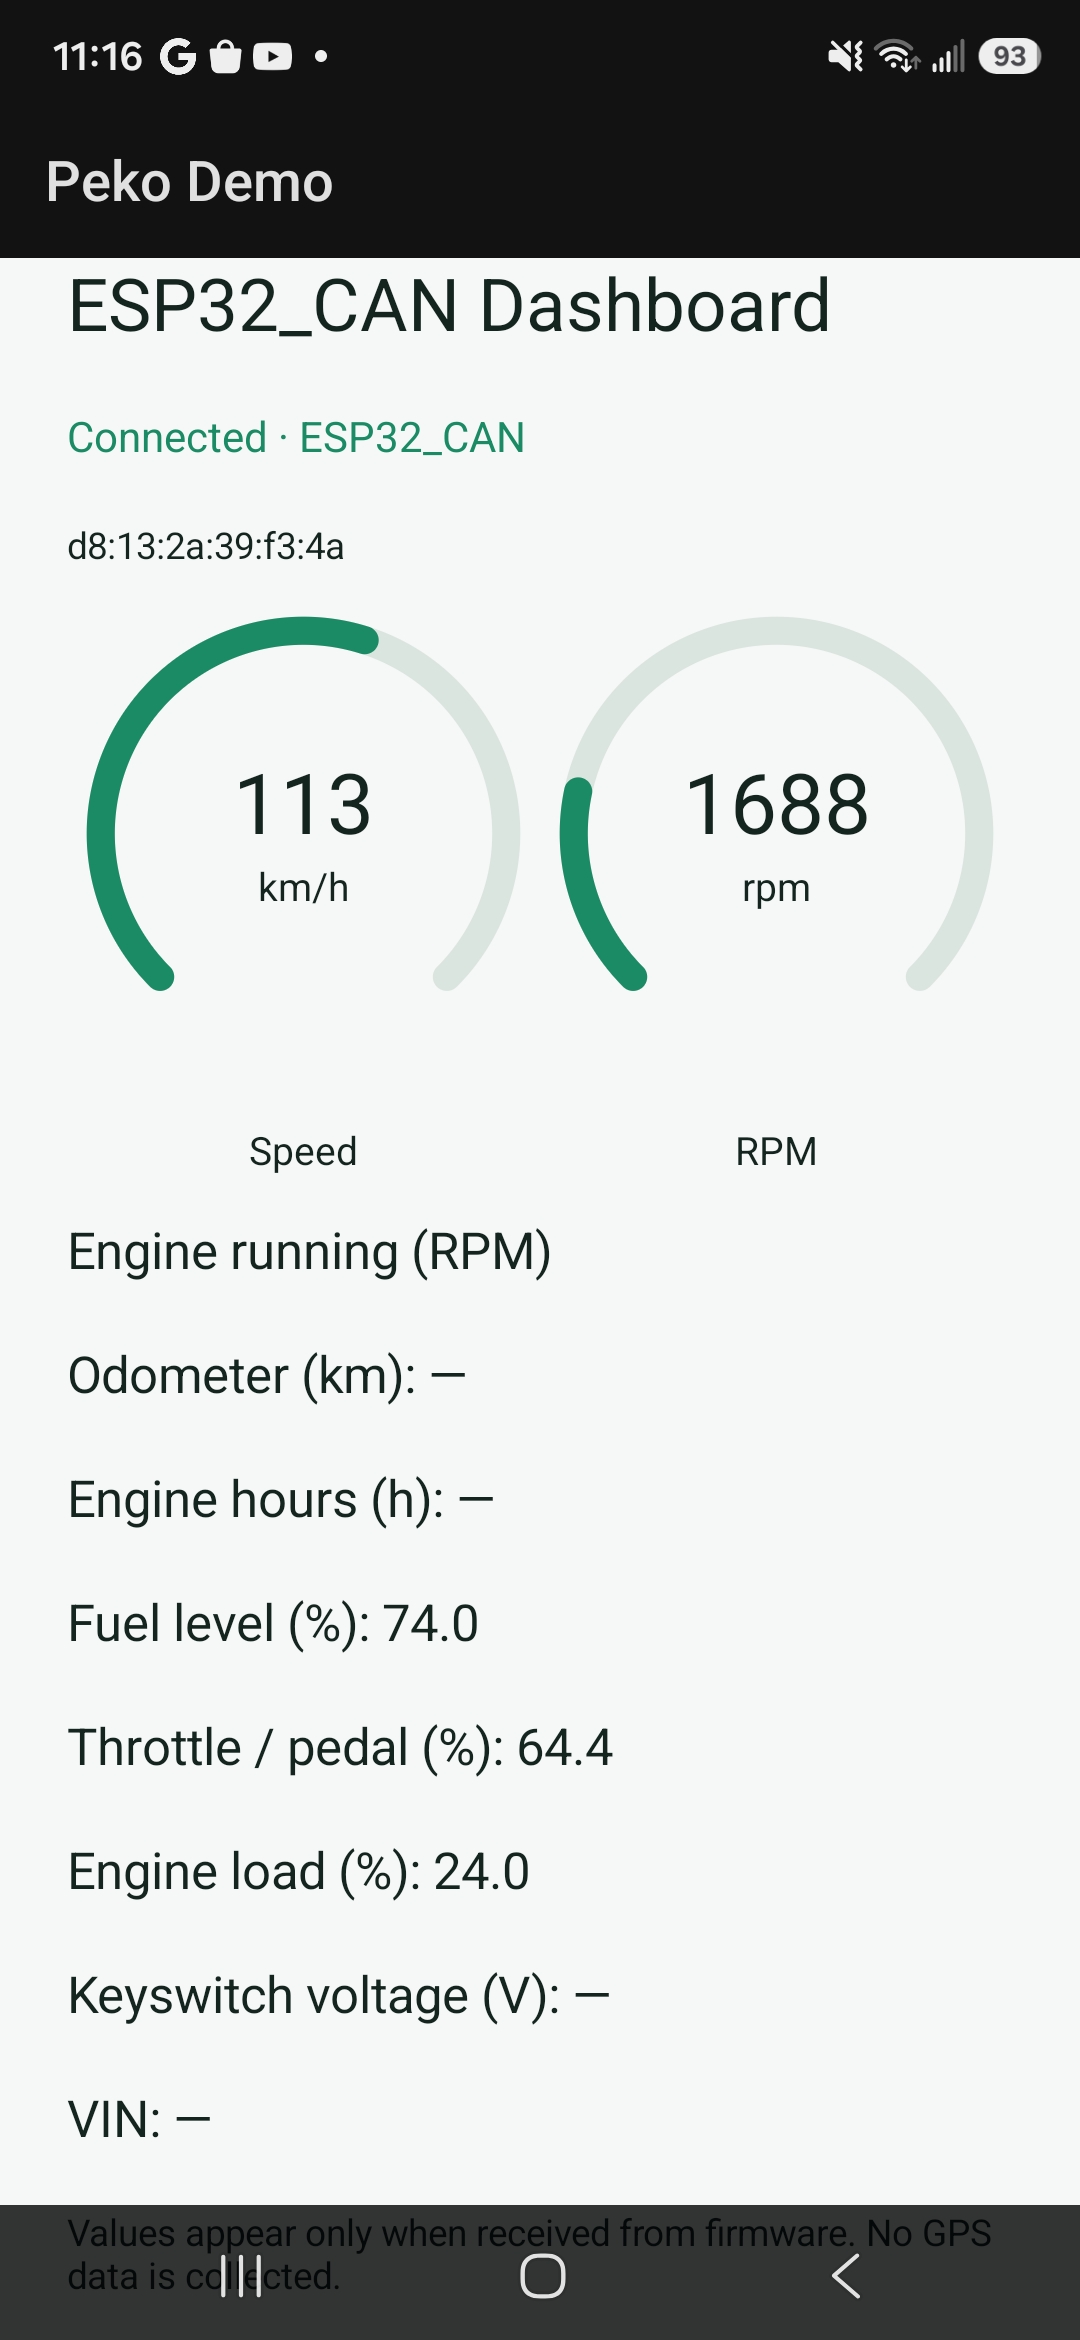 11:16
93
Peko Demo
ESP32_CAN Dashboard
Connected · ESP32_CAN
d8:13:2a:39:f3:4a
113
km/h
1688
rpm
Speed
RPM
Engine running (RPM)
Odometer (km): —
Engine hours (h): —
Fuel level (%): 74.0
Throttle / pedal (%): 64.4
Engine load (%): 24.0
Keyswitch voltage (V): —
VIN: —
Values appear only when received from firmware. No GPS
data is collected.